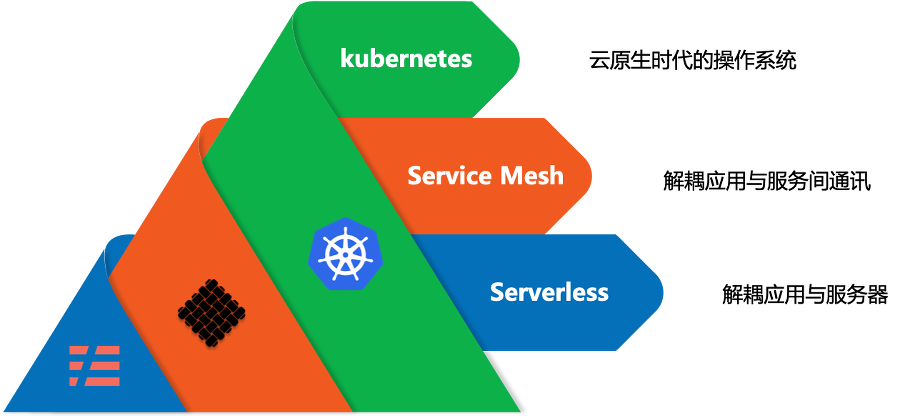 kubernetes
云原生时代的操作系统
Service Mesh
解耦应用与服务间通讯
Serverless
解耦应用与服务器